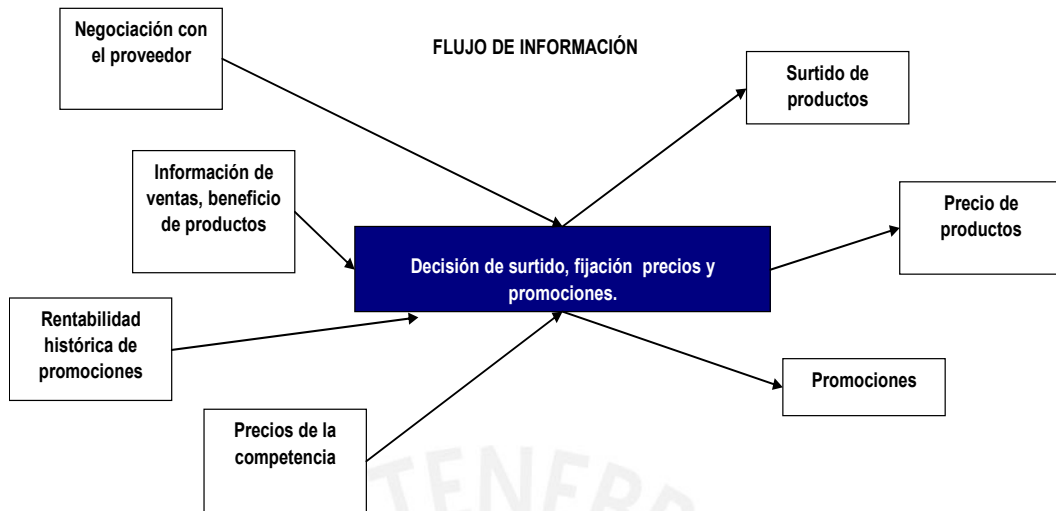 Negociación con
el proveedor
FLUJO DE INFORMACIÓN
Surtido de
productos
Información de
ventas, beneficio
de productos
Precio de
productos
Decisión de surtido, fijación precios y
promociones.
Rentabilidad
histórica de
promociones
Promociones
Precios de la
competencia
TENEBR